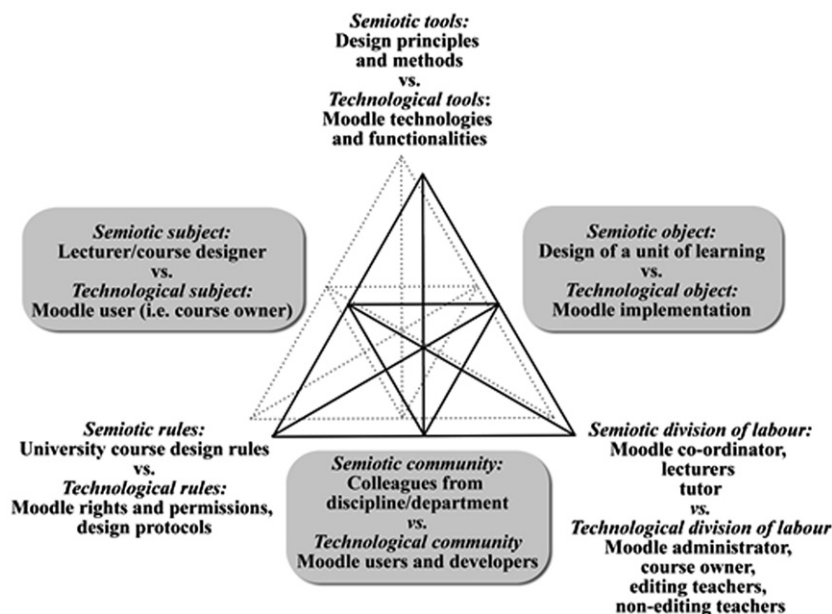 Semiotic tools:
Design principles
and methods
vs.
Technological tools:
Moodle technologies
and functionalities
Semiotic subject:
Lecturer/course designer
vs.
Technological subject:
Moodle user (i.e. course owner)
Semiotic object:
Design of a unit of learning
vs.
Technological object:
Moodle implementation
Semiotic rules:
University course design rules
vs.
Technological rules:
Moodle rights and permissions,
design protocols
Semiotic community:
Colleagues from
discipline/department
vs.
Technological community
Moodle users and developers
Semiotic division of labour:
Moodle co-ordinator,
lecturers
tutor
vs.
Technological division of labour
Moodle administrator,
course owner,
editing teachers,
non-editing teachers